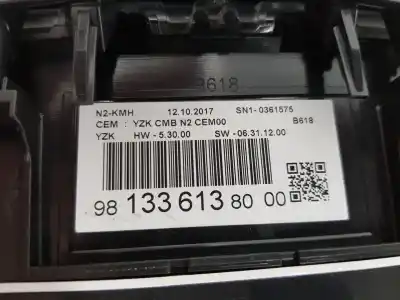 B618
N2-KMH 12.10.2017 SN1- 0361575
CEM : YZK CMB N2 CEM00 B618
YZK HW - 5.30.00 SW -06.31.12.00
98 133 613 80 00